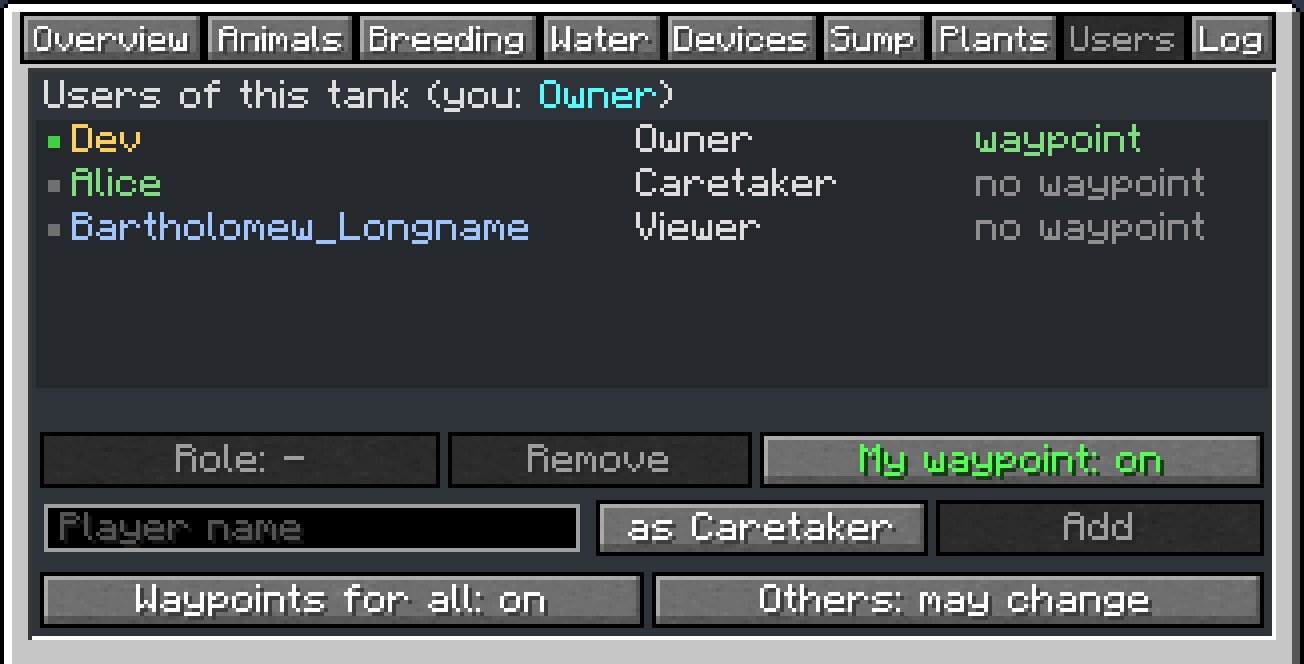 Overview Animals Breeding Water Devices Sump Plants Users Log
Users of this tank (you: Owner)
Dev Owner waypoint
Alice Caretaker no waypoint
Bartholomew_Longname Viewer no waypoint
Role: – Remove My waypoint: on
Player name as Caretaker Add
Waypoints for all: on Others: may change